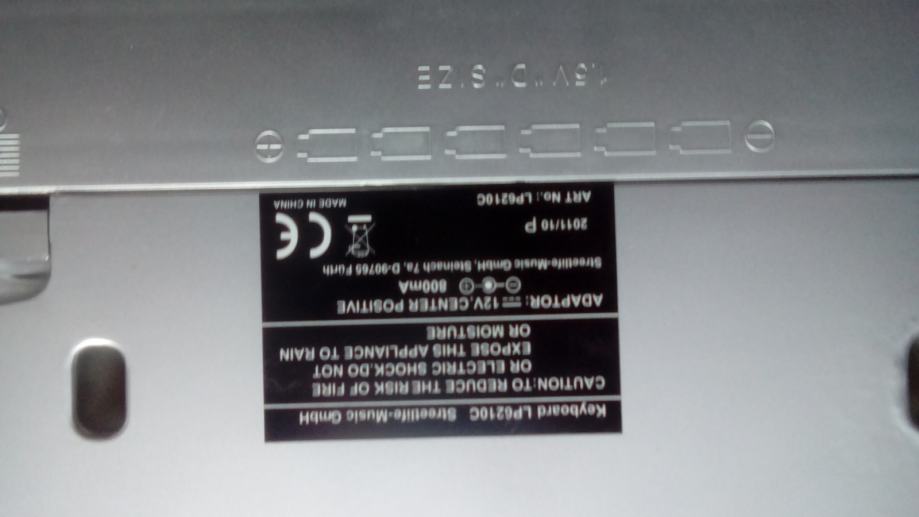 Keyboard LP6210C Streetlife-Music GmbH
CAUTION:TO REDUCE THE RISK OF FIRE
OR ELECTRIC SHOCK.DO NOT
EXPOSE THIS APPLIANCE TO RAIN
OR MOISTURE
ADAPTOR: 12V,CENTER POSITIVE
800mA
Streetlife-Music GmbH, Steinach 7a, D-90765 Fürth
2011/10 P
CE
ART No.: LP6210C
MADE IN CHINA
1.5V "D" SIZE